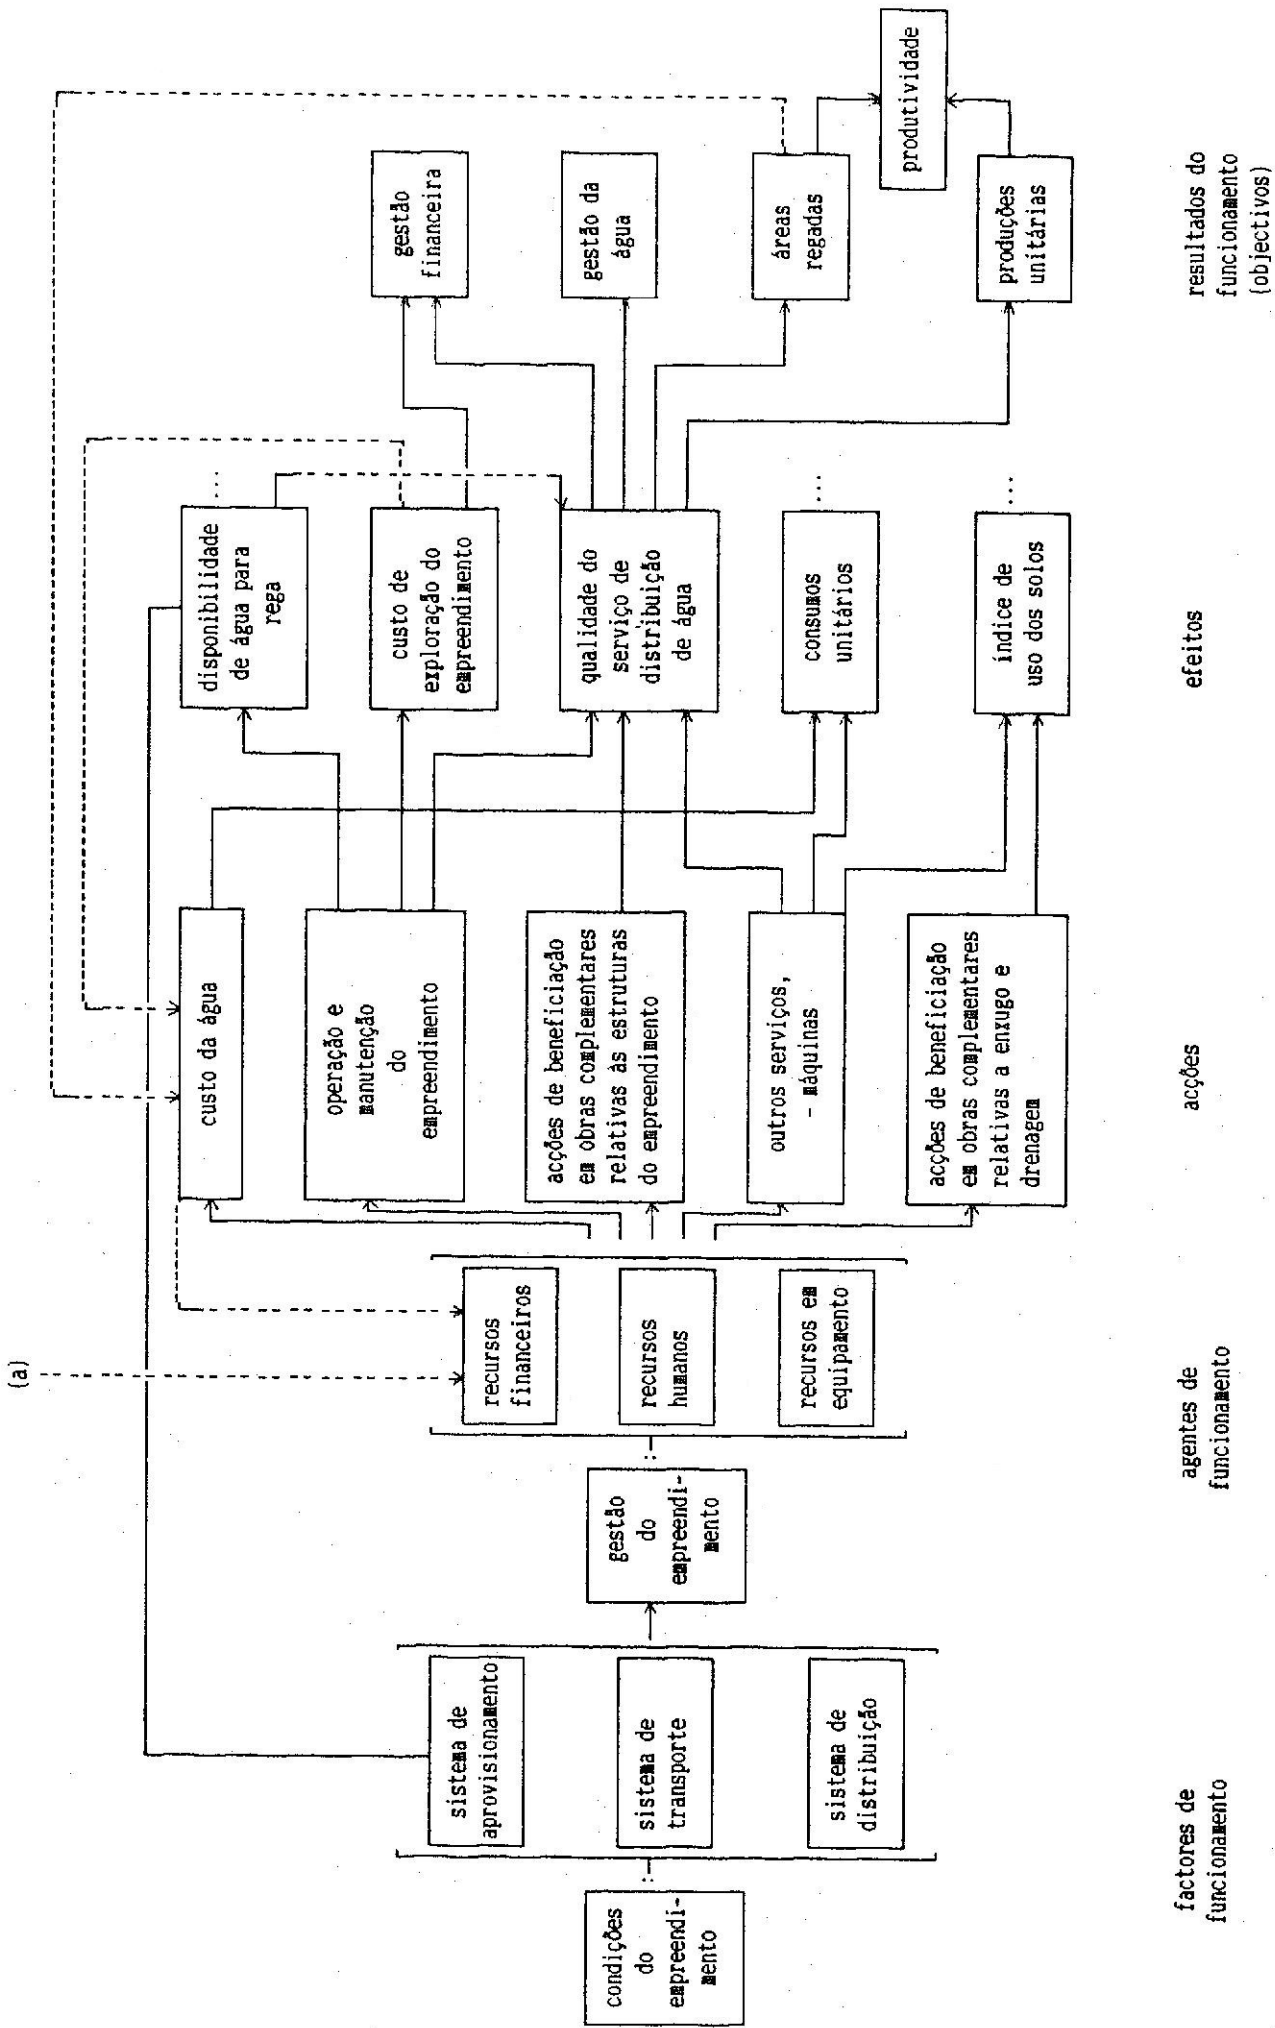 (a)
condições
do
empreendi-
mento
sistema de
aprovisionamento
sistema de
transporte
sistema de
distribuição
gestão
do
empreendi-
mento
recursos
financeiros
recursos
humanos
recursos em
equipamento
custo da água
operação e
manutenção
do
empreendimento
acções de beneficiação
em obras complementares
relativas às estruturas
do empreendimento
outros serviços,
- máquinas
acções de beneficiação
em obras complementares
relativas a enxugo e
drenagem
disponibilidade
de água para
rega
...
custo de
exploração do
empreendimento
qualidade do
serviço de
distribuição
de água
consumos
unitários
...
índice de
uso dos solos
...
gestão
financeira
gestão da
água
áreas
regadas
produções
unitárias
produtividade
factores de
funcionamento
agentes de
funcionamento
acções
efeitos
resultados do
funcionamento
(objectivos)